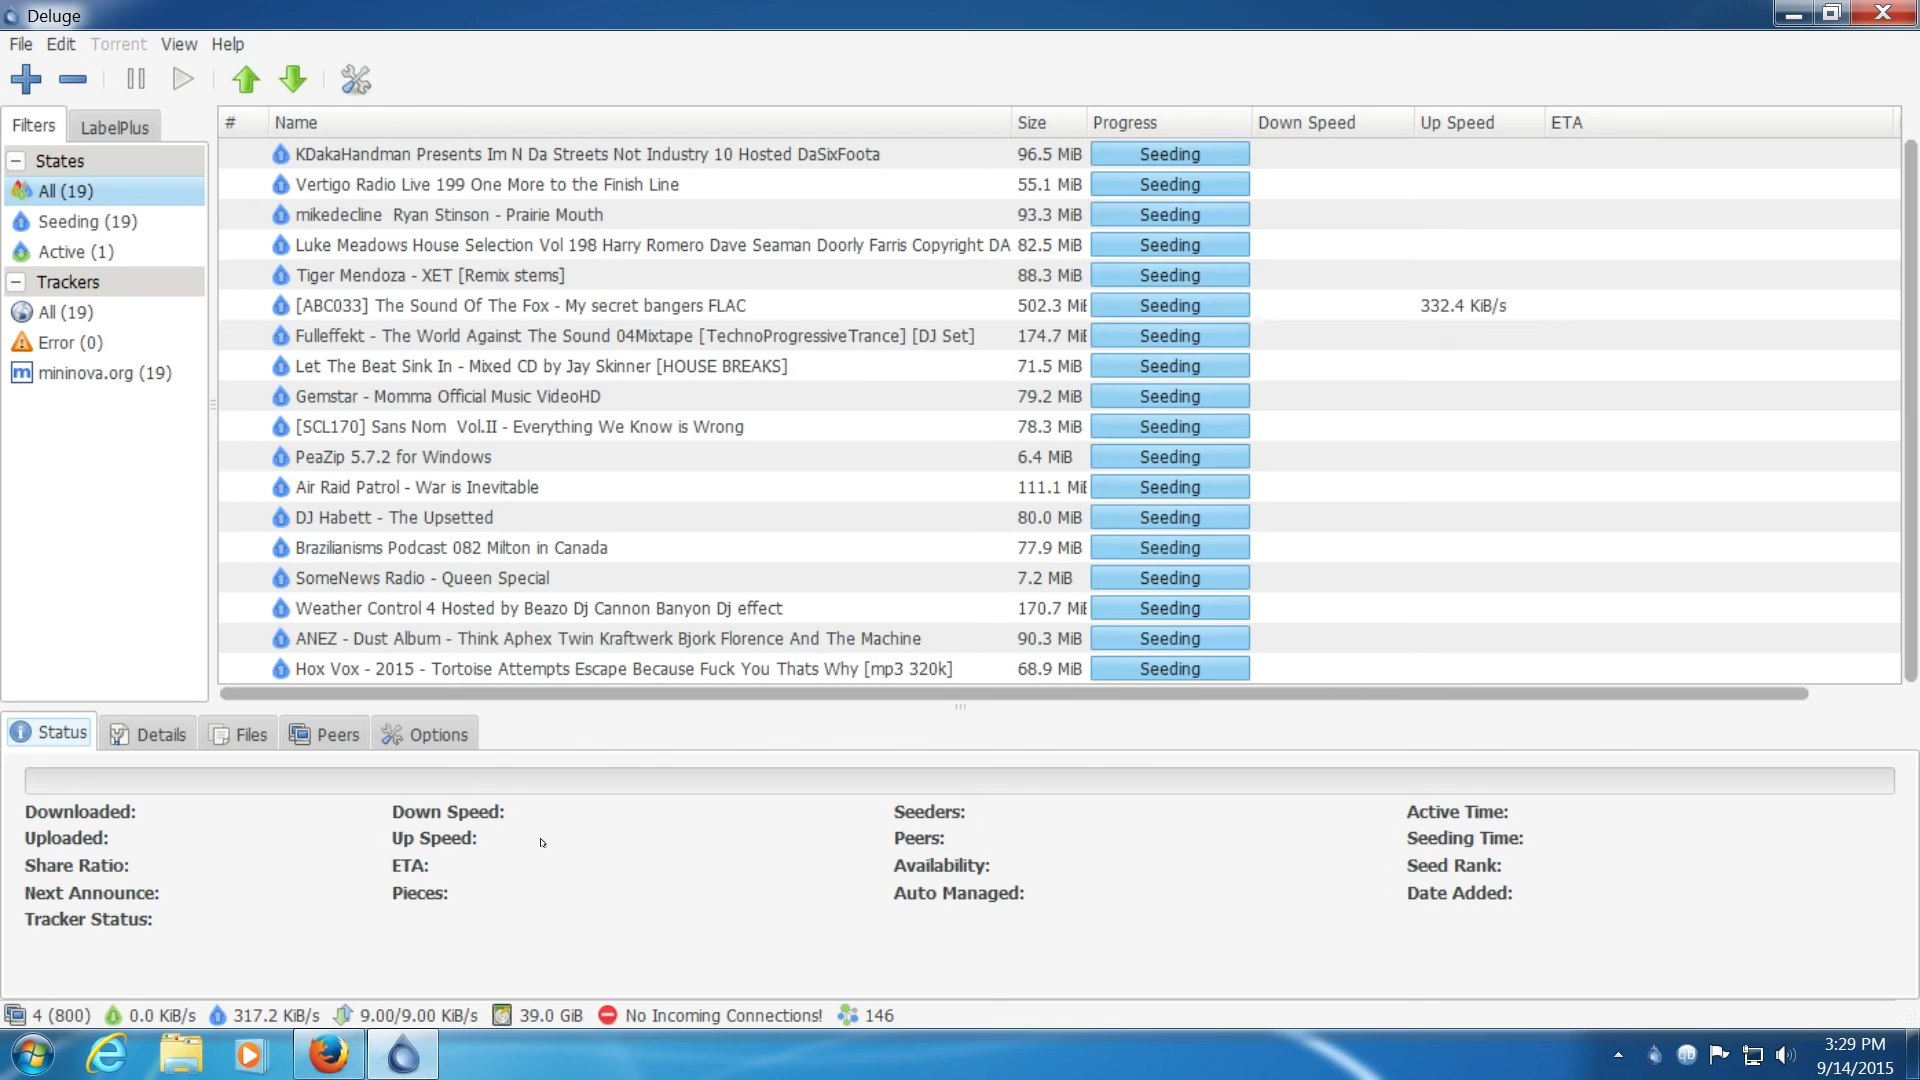 Deluge
File Edit Torrent View Help
Filters LabelPlus
# Name Size Progress Down Speed Up Speed ETA
States
All (19)
Seeding (19)
Active (1)
Trackers
All (19)
Error (0)
m mininova.org (19)
KDakaHandman Presents Im N Da Streets Not Industry 10 Hosted DaSixFoota 96.5 MiB Seeding
Vertigo Radio Live 199 One More to the Finish Line 55.1 MiB Seeding
mikedecline Ryan Stinson - Prairie Mouth 93.3 MiB Seeding
Luke Meadows House Selection Vol 198 Harry Romero Dave Seaman Doorly Farris Copyright DA 82.5 MiB Seeding
Tiger Mendoza - XET [Remix stems] 88.3 MiB Seeding
[ABC033] The Sound Of The Fox - My secret bangers FLAC 502.3 MiB Seeding 332.4 KiB/s
Fulleffekt - The World Against The Sound 04Mixtape [TechnoProgressiveTrance] [DJ Set] 174.7 MiB Seeding
Let The Beat Sink In - Mixed CD by Jay Skinner [HOUSE BREAKS] 71.5 MiB Seeding
Gemstar - Momma Official Music VideoHD 79.2 MiB Seeding
[SCL170] Sans Nom Vol.II - Everything We Know is Wrong 78.3 MiB Seeding
PeaZip 5.7.2 for Windows 6.4 MiB Seeding
Air Raid Patrol - War is Inevitable 111.1 MiB Seeding
DJ Habett - The Upsetted 80.0 MiB Seeding
Brazilianisms Podcast 082 Milton in Canada 77.9 MiB Seeding
SomeNews Radio - Queen Special 7.2 MiB Seeding
Weather Control 4 Hosted by Beazo Dj Cannon Banyon Dj effect 170.7 MiB Seeding
ANEZ - Dust Album - Think Aphex Twin Kraftwerk Bjork Florence And The Machine 90.3 MiB Seeding
Hox Vox - 2015 - Tortoise Attempts Escape Because Fuck You Thats Why [mp3 320k] 68.9 MiB Seeding
Status Details Files Peers Options
Downloaded: Down Speed: Seeders: Active Time:
Uploaded: Up Speed: Peers: Seeding Time:
Share Ratio: ETA: Availability: Seed Rank:
Next Announce: Pieces: Auto Managed: Date Added:
Tracker Status:
4 (800) 0.0 KiB/s 317.2 KiB/s 9.00/9.00 KiB/s 39.0 GiB No Incoming Connections! 146
qb
3:29 PM
9/14/2015